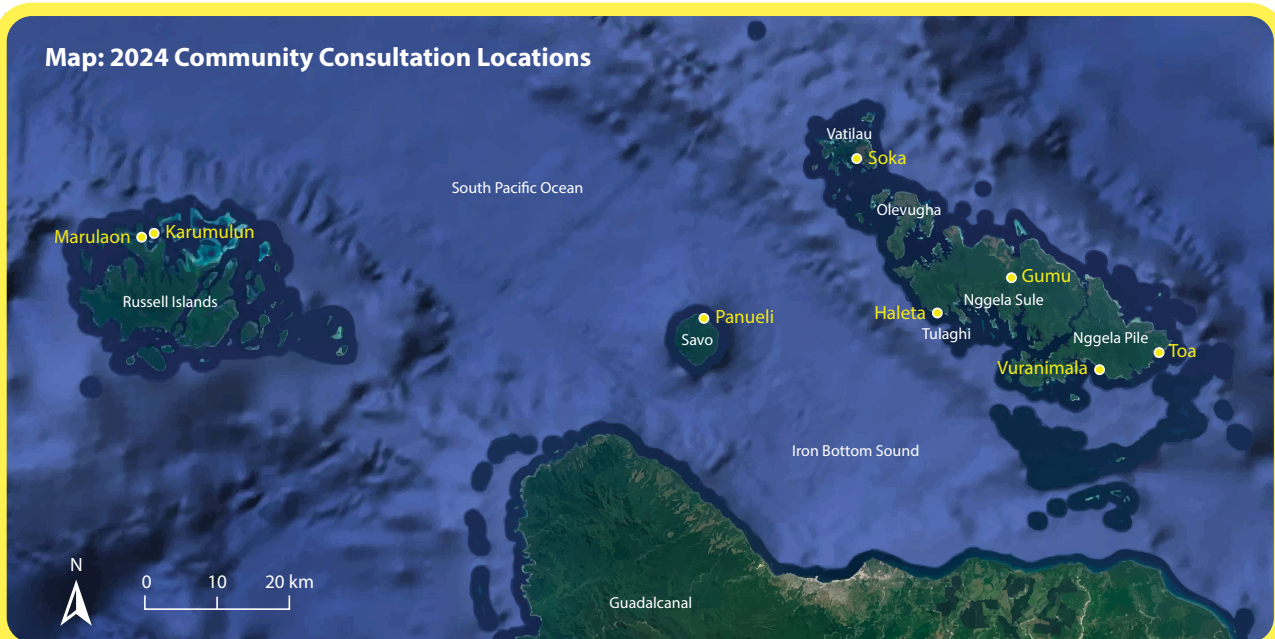 Map: 2024 Community Consultation Locations
Vatilau
Soka
South Pacific Ocean
Olevugha
Marulaon
Karumulun
Gumu
Russell Islands
Nggela Sule
Haleta
Panueli
Tulaghi
Savo
Nggela Pile
Toa
Vuranimala
Iron Bottom Sound
N
0 10 20 km
Guadalcanal